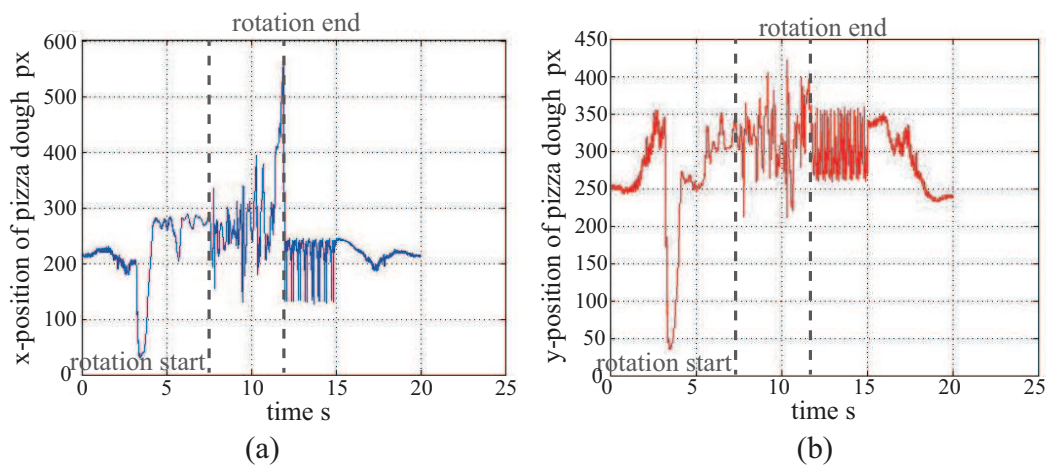 rotation end
600
500
x-position of pizza dough px
400
300
200
100
0
rotation start
0 5 10 15 20 25
time s
(a)
rotation end
450
400
350
y-position of pizza dough px
300
250
200
150
100
50
0
rotation start
0 5 10 15 20 25
time s
(b)